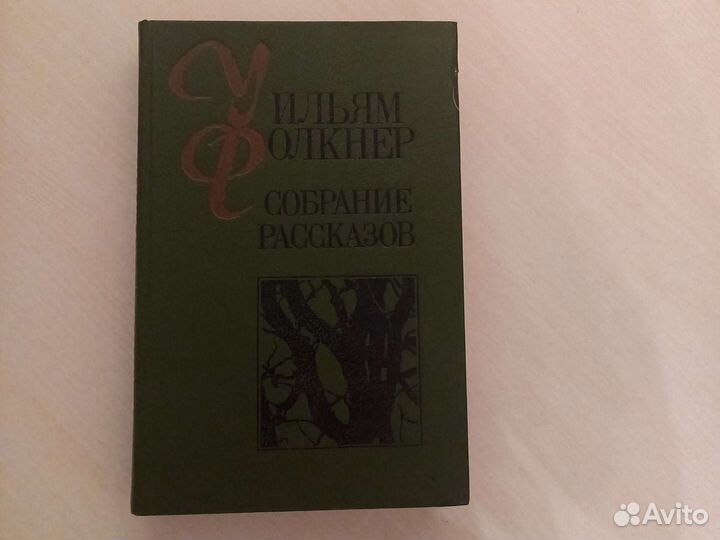 Уильям
Фолкнер
Собрание
рассказов
Avito